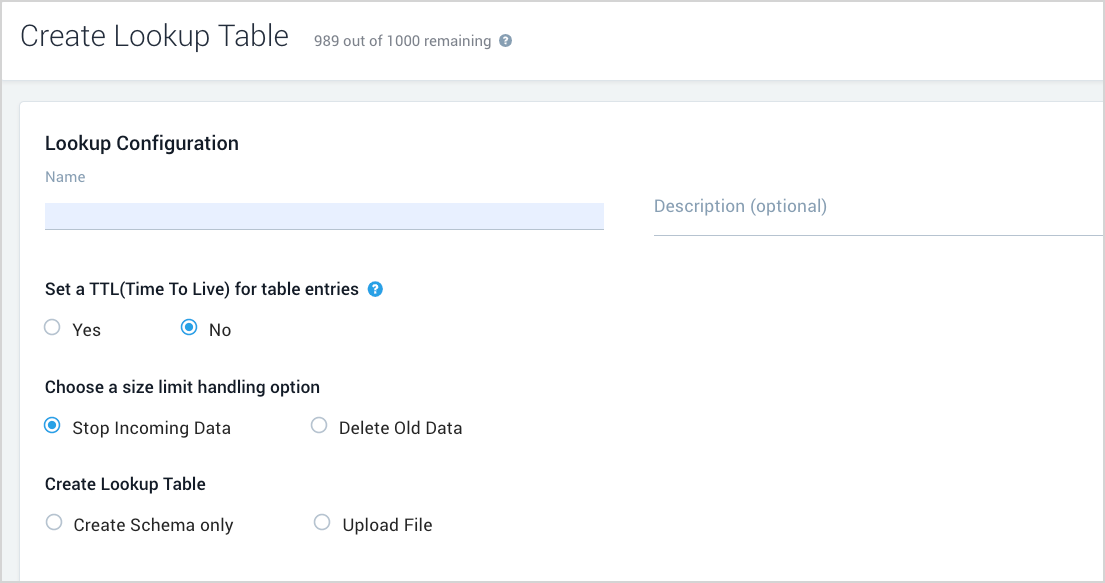 Create Lookup Table 989 out of 1000 remaining ?
Lookup Configuration
Name
Description (optional)
Set a TTL(Time To Live) for table entries ?
Yes No
Choose a size limit handling option
Stop Incoming Data Delete Old Data
Create Lookup Table
Create Schema only Upload File